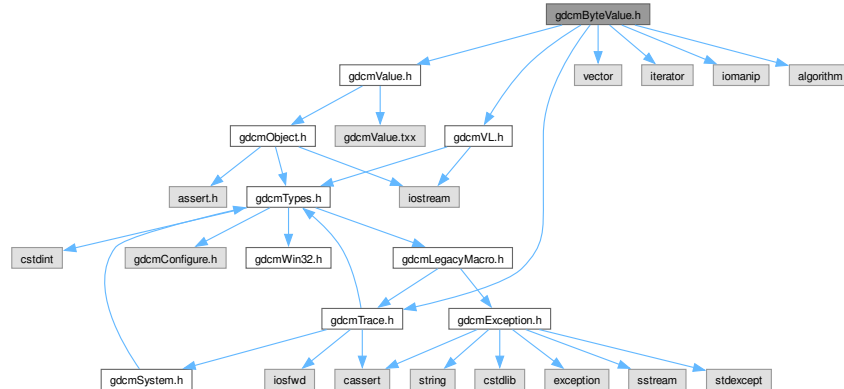 gdcmByteValue.h
gdcmValue.h
vector
iterator
iomanip
algorithm
gdcmObject.h
gdcmValue.txx
gdcmVL.h
assert.h
gdcmTypes.h
iostream
cstdint
gdcmConfigure.h
gdcmWin32.h
gdcmLegacyMacro.h
gdcmTrace.h
gdcmException.h
gdcmSystem.h
iosfwd
cassert
string
cstdlib
exception
sstream
stdexcept